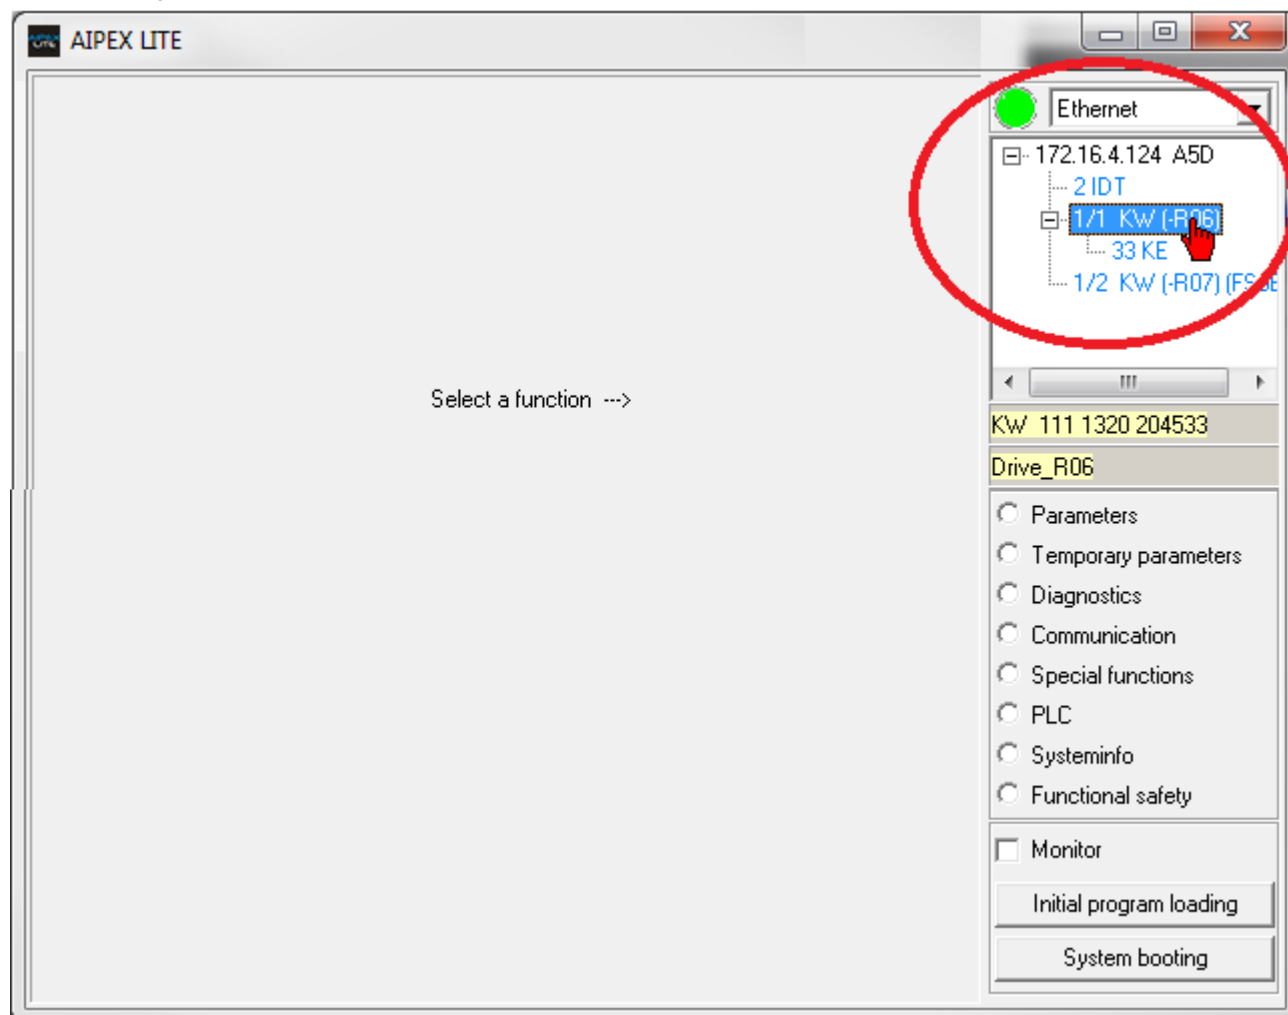 AIPEX LITE
Ethernet
172.16.4.124 A5D
2 IDT
1/1 KW (-R06)
33 KE
1/2 KW (-R07) (FS
Select a function --->
KW 111 1320 204533
Drive_R06
Parameters
Temporary parameters
Diagnostics
Communication
Special functions
PLC
Systeminfo
Functional safety
Monitor
Initial program loading
System booting